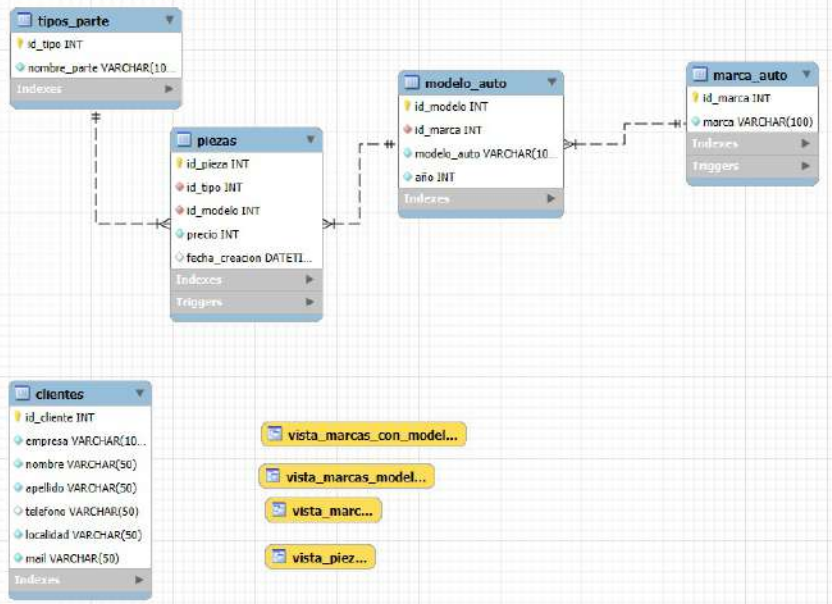 tipos_parte
id_tipo INT
nombre_parte VARCHAR(10...
Indexes
piezas
id_pieza INT
id_tipo INT
id_modelo INT
precio INT
fecha_creacion DATETI...
Indexes
Triggers
modelo_auto
id_modelo INT
id_marca INT
modelo_auto VARCHAR(10...
año INT
Indexes
marca_auto
id_marca INT
marca VARCHAR(100)
Indexes
Triggers
clientes
id_cliente INT
empresa VARCHAR(10...
nombre VARCHAR(50)
apellido VARCHAR(50)
telefono VARCHAR(50)
localidad VARCHAR(50)
mail VARCHAR(50)
Indexes
vista_marcas_con_model...
vista_marcas_model...
vista_marc...
vista_piez...